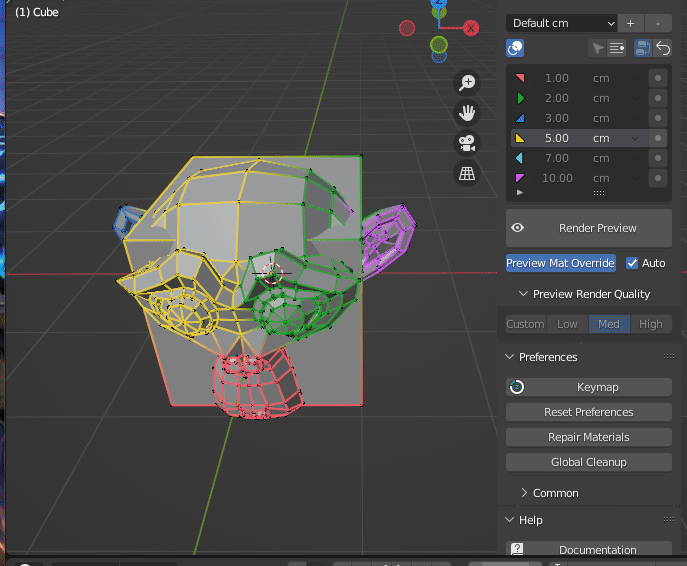 (1) Cube
Z
X
Default cm
+
-
1.00 cm
2.00 cm
3.00 cm
5.00 cm
7.00 cm
10.00 cm
Render Preview
Preview Mat Override Auto
Preview Render Quality
Custom Low Med High
Preferences
Keymap
Reset Preferences
Repair Materials
Global Cleanup
Common
Help
? Documentation